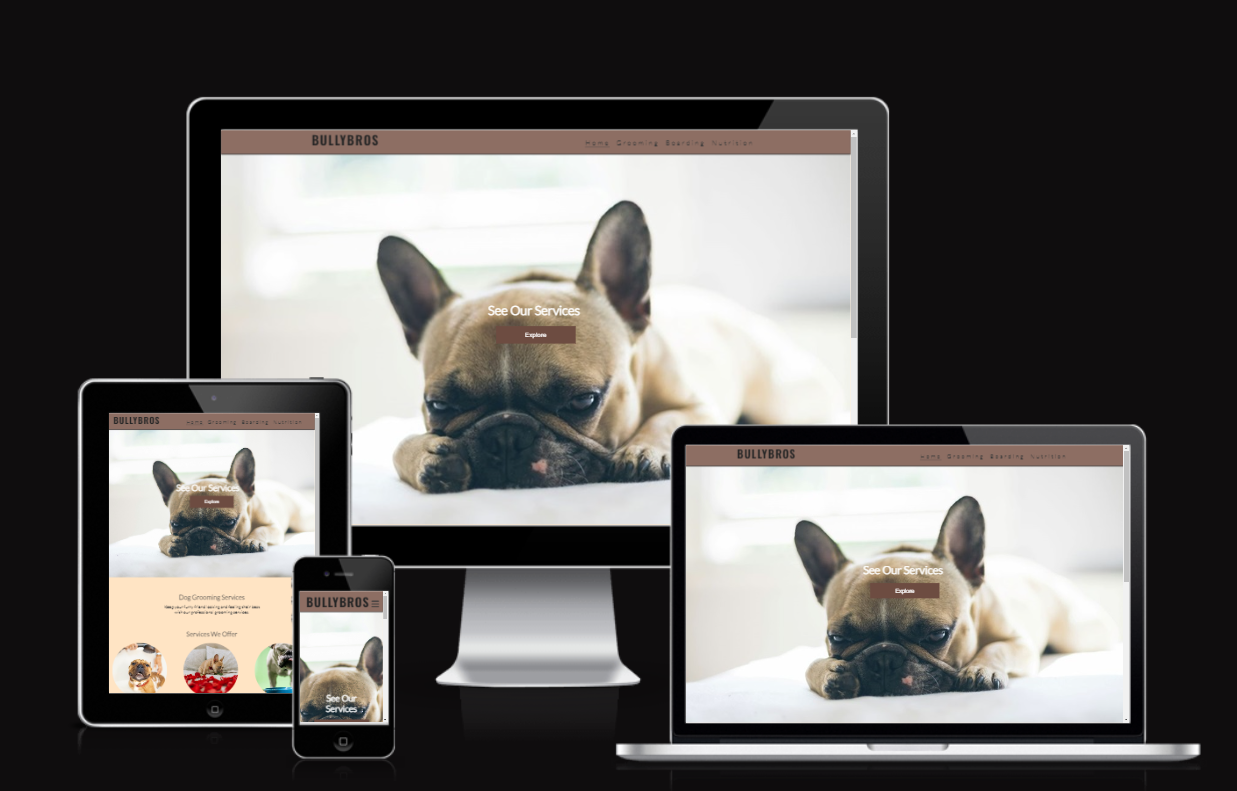 BULLYBROS
Home Grooming Boarding Nutrition
See Our Services
Explore
BULLYBROS
Home Grooming Boarding Nutrition
See Our Services
Explore
Dog Grooming Services
Services We Offer
BULLYBROS
See Our
Services
BULLYBROS
Home Grooming Boarding Nutrition
See Our Services
Explore